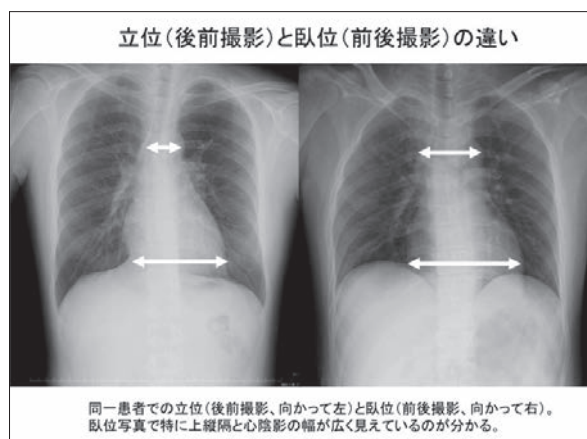 立位（後前撮影）と臥位（前後撮影）の違い
同一患者での立位（後前撮影、向かって左）と臥位（前後撮影、向かって右）。
臥位写真で特に上縦隔と心陰影の幅が広く見えているのが分かる。